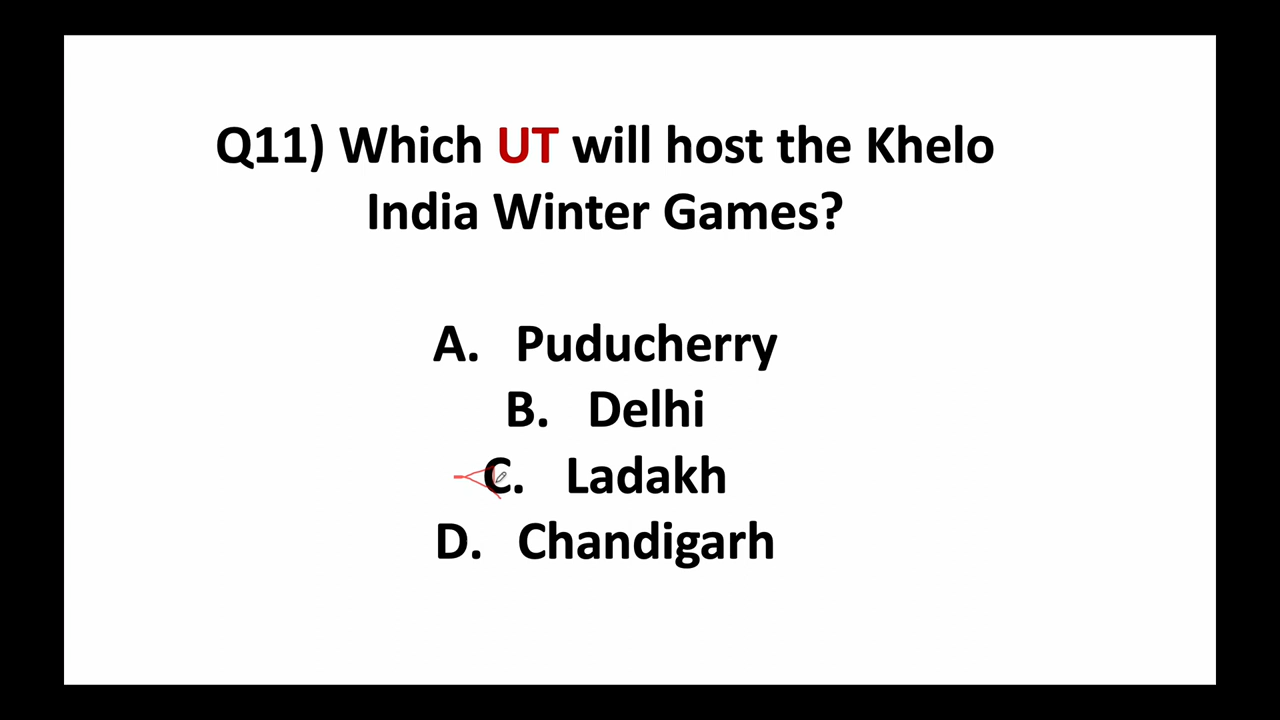 Q11) Which UT will host the Khelo
India Winter Games?
A. Puducherry
B. Delhi
C. Ladakh
D. Chandigarh